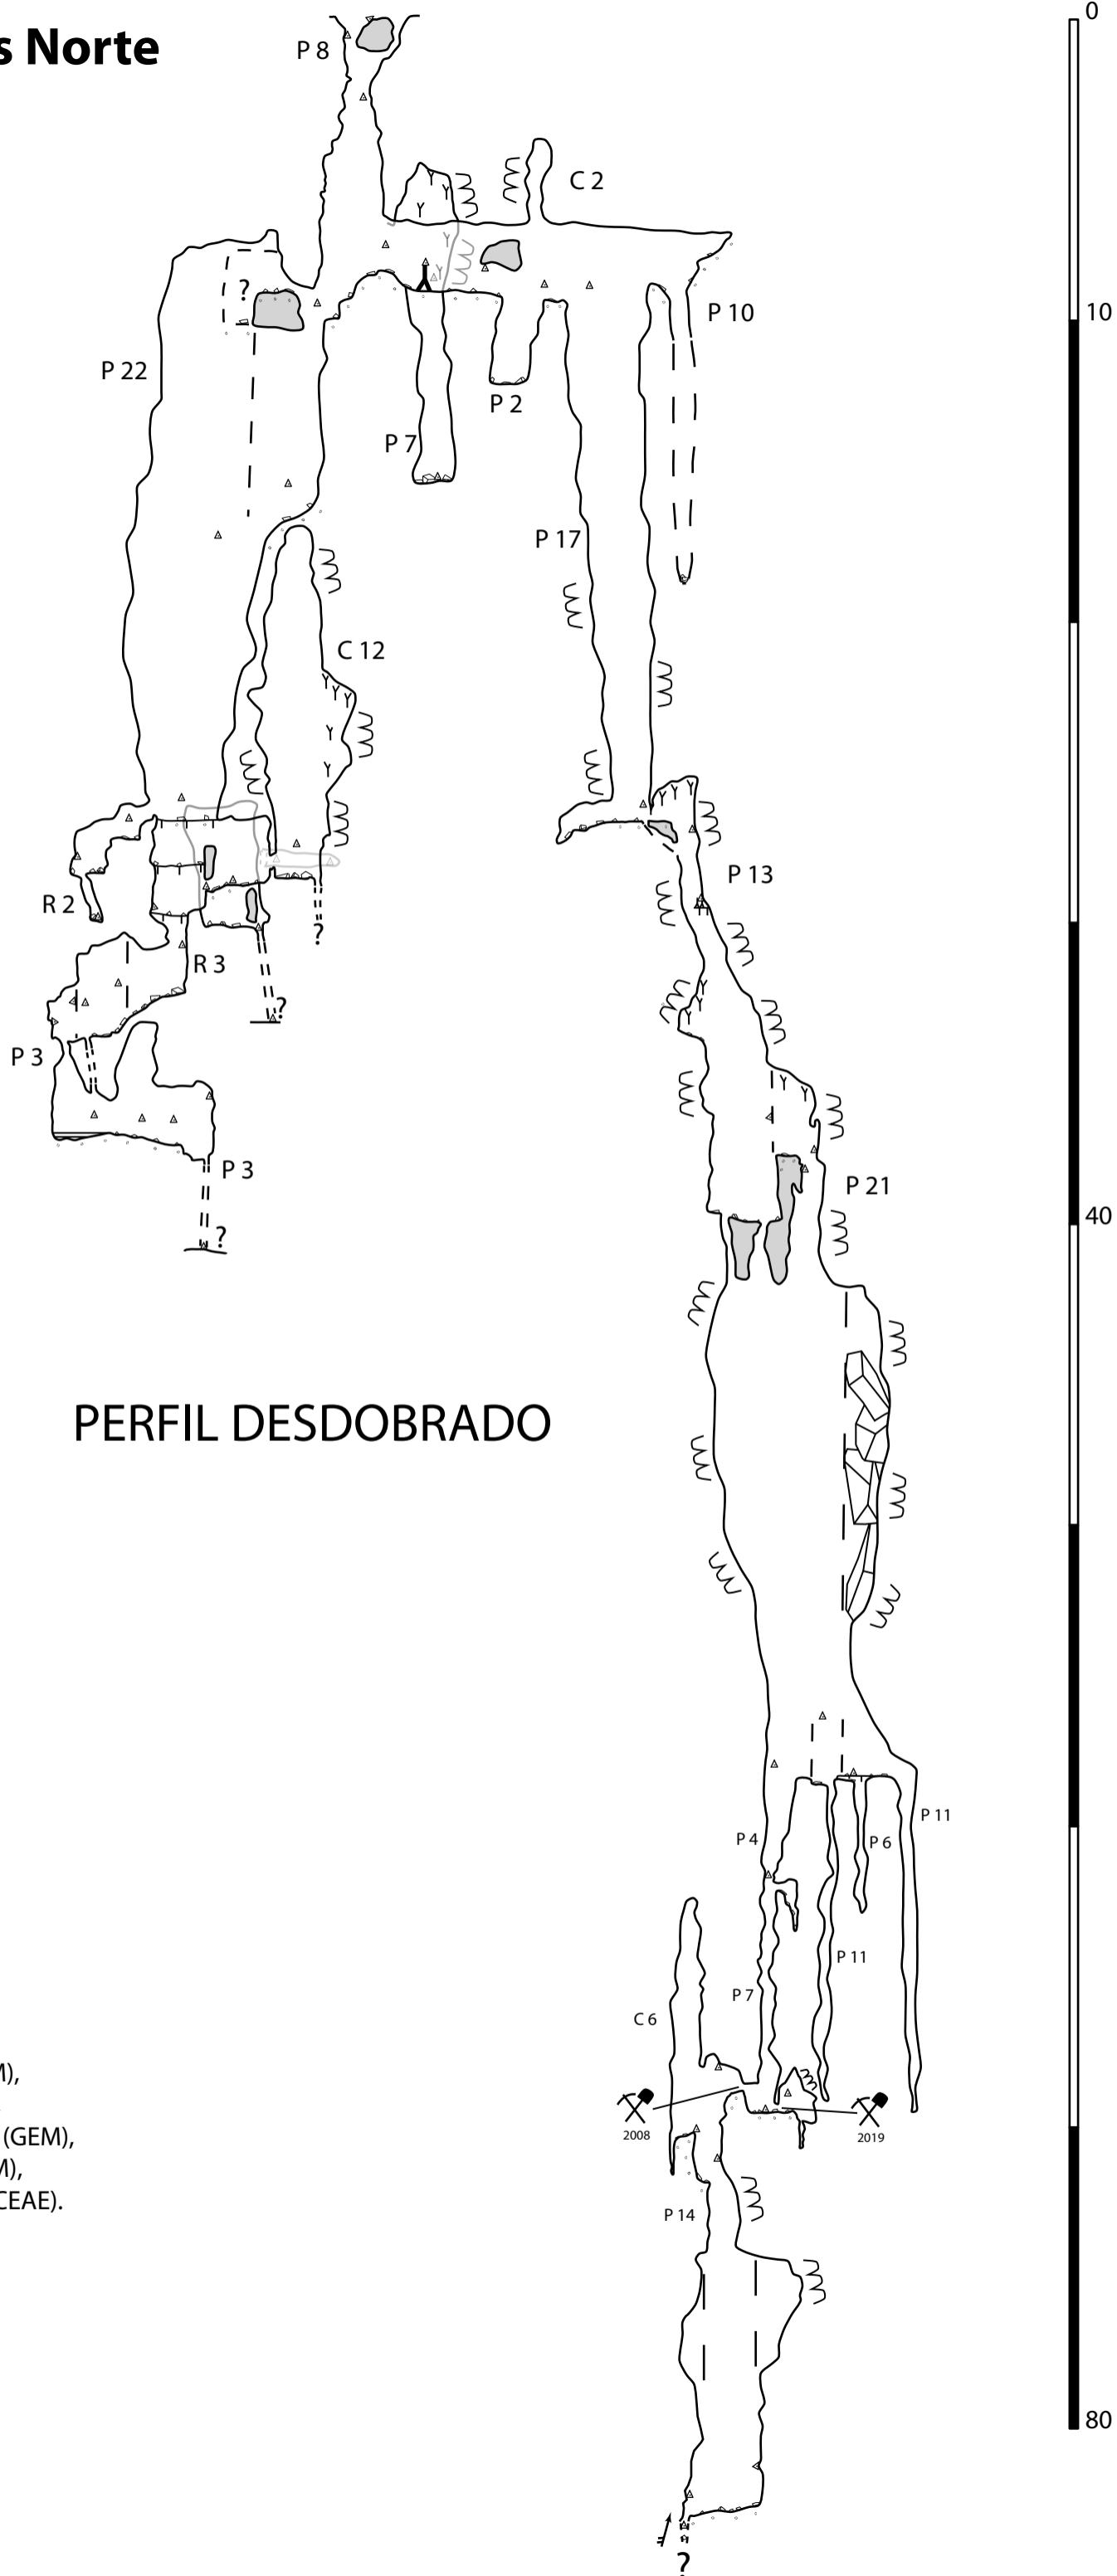 s Norte
0
P 8
C 2
?
P 10
10
P 22
P 2
P 7
P 17
C 12
P 13
R 2
?
R 3
?
P 3
P 3
P 21
40
?
PERFIL DESDOBRADO
P 11
P 4
P 6
P 11
P 7
C 6
M),
2008
2019
(GEM),
M),
CEAE).
P 14
80
?